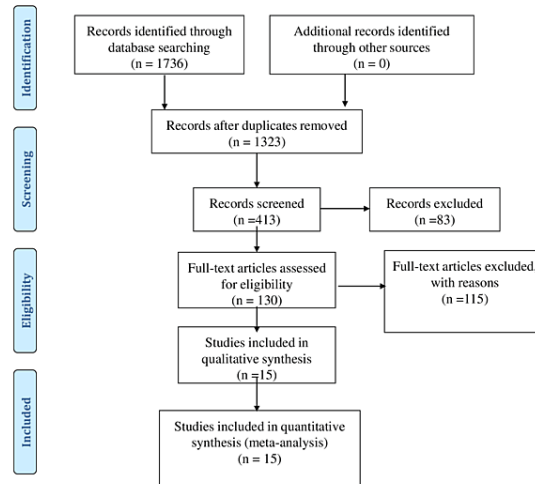 Identification
Records identified through
database searching
(n = 1736)
Additional records identified
through other sources
(n = 0)
Records after duplicates removed
(n = 1323)
Screening
Records screened
(n =413)
Records excluded
(n =83)
Eligibility
Full-text articles assessed
for eligibility
(n = 130)
Full-text articles excluded,
with reasons
(n =115)
Studies included in
qualitative synthesis
(n =15)
Included
Studies included in quantitative
synthesis (meta-analysis)
(n = 15)